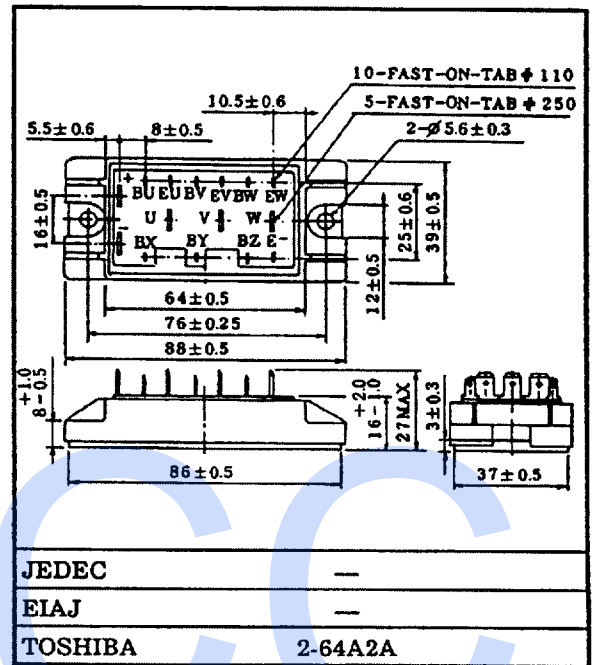 10-FAST-ON-TAB # 110
10.5±0.6
5-FAST-ON-TAB # 250
5.5±0.6
8±0.5
2-Ø5.6±0.3
+
BU EU BV EV BW EW
U V W
-
BX BY BZ E-
16±0.5
12±0.5
25±0.6
39±0.5
64±0.5
76±0.25
88±0.5
8 +1.0 -0.5
16 +2.0 -1.0
27MAX
3±0.3
86±0.5
37±0.5
JEDEC —
EIAJ —
TOSHIBA 2-64A2A